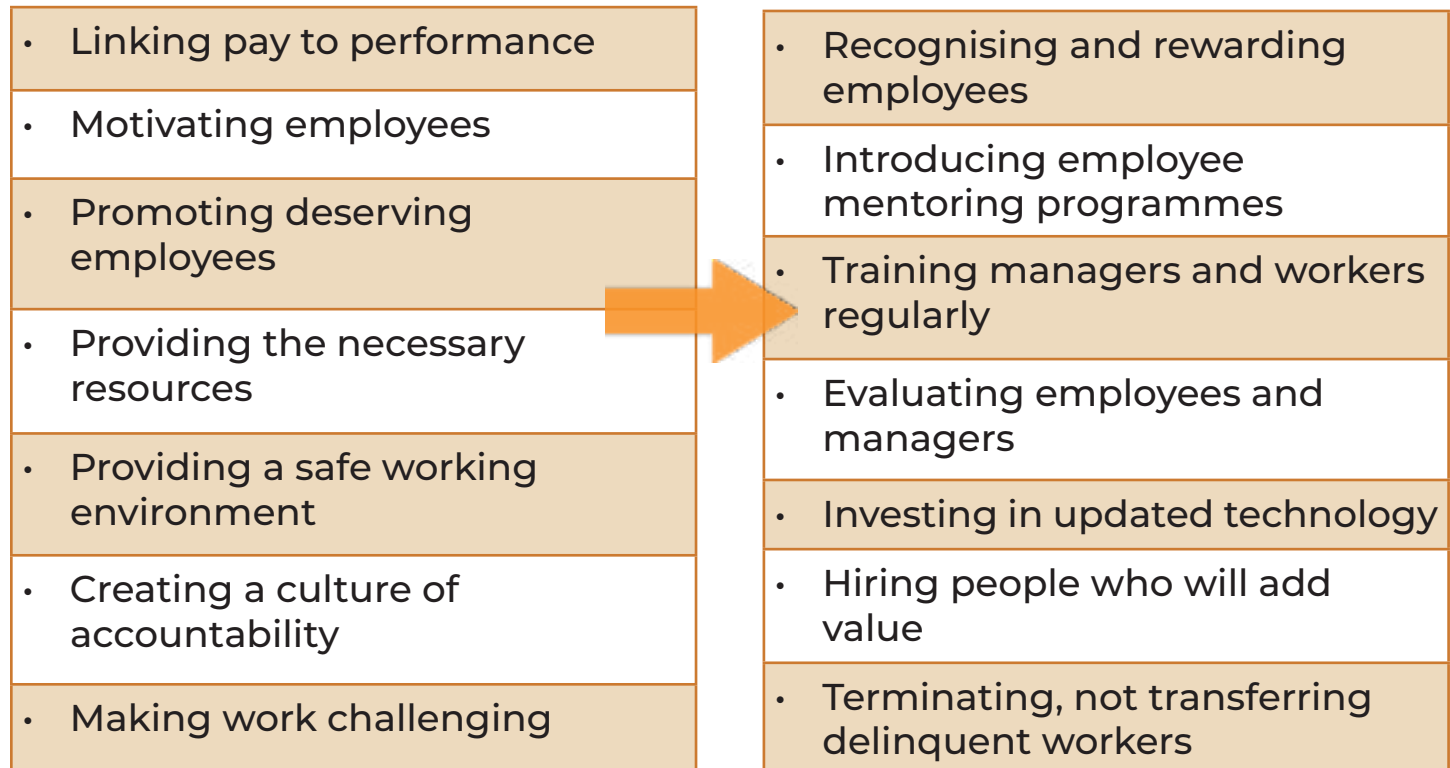 • Linking pay to performance
• Motivating employees
• Promoting deserving
employees
• Providing the necessary
resources
• Providing a safe working
environment
• Creating a culture of
accountability
• Making work challenging
• Recognising and rewarding
employees
• Introducing employee
mentoring programmes
• Training managers and workers
regularly
• Evaluating employees and
managers
• Investing in updated technology
• Hiring people who will add
value
• Terminating, not transferring
delinquent workers